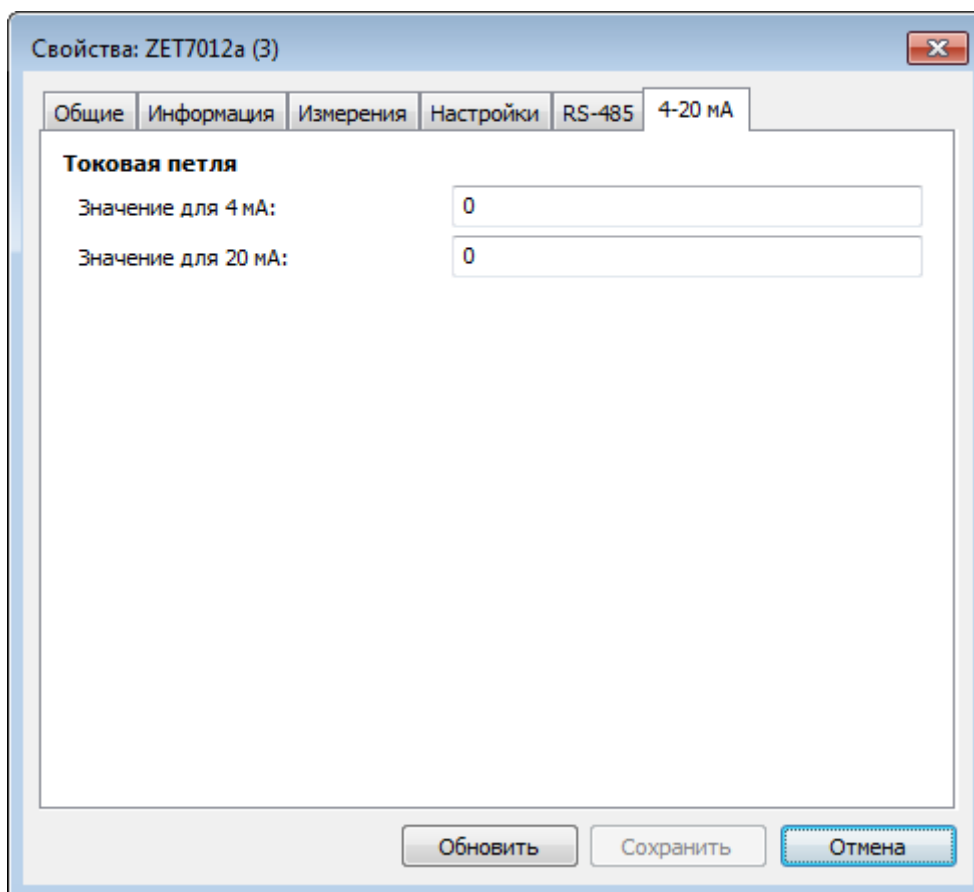 Свойства: ZET7012a (3)
Общие Информация Измерения Настройки RS-485 4-20 мА
Токовая петля
Значение для 4 мА: 0
Значение для 20 мА: 0
Обновить Сохранить Отмена